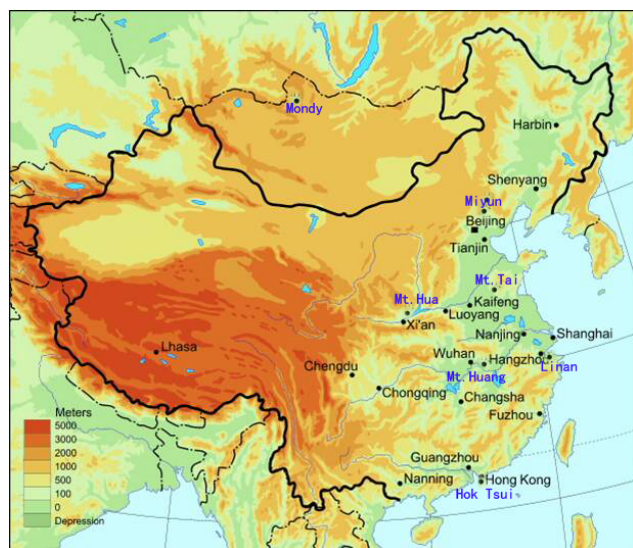 Mondy
Harbin
Shenyang
Miyun
Beijing
Tianjin
Mt.Tai
Mt.Hua
Kaifeng
Luoyang
Xi'an
Nanjing
Shanghai
Lhasa
Wuhan
Hangzho
Linan
Chengdu
Mt.Huang
Chongqing
Changsha
Fuzhou
Meters
5000
3000
2000
1000
500
100
0
Depression
Guangzhou
Nanning
Hong Kong
Hok Tsui